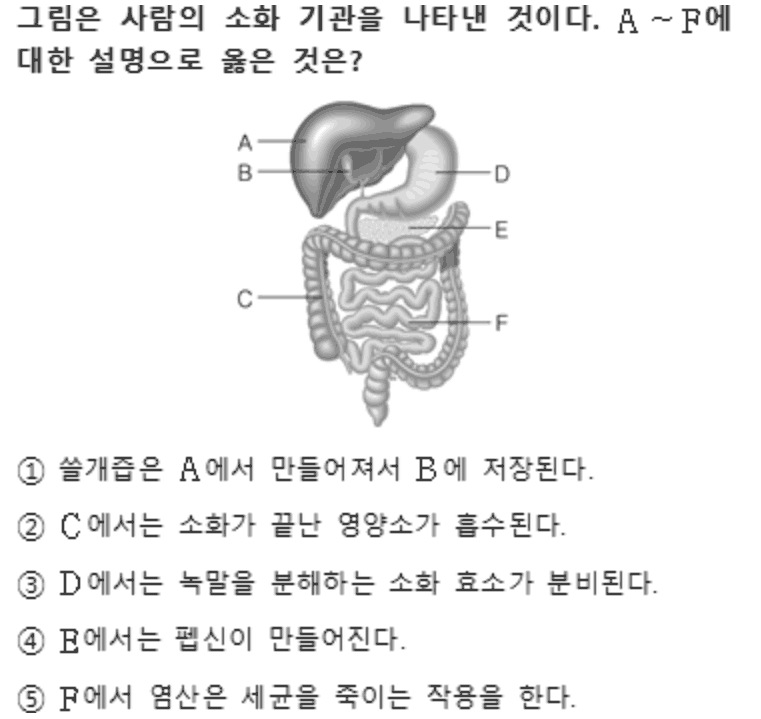 그림은 사람의 소화 기관을 나타낸 것이다. A ~ F에
대한 설명으로 옳은 것은?
A
B
D
E
C
F
① 쓸개즙은 A에서 만들어져서 B에 저장된다.
② C에서는 소화가 끝난 영양소가 흡수된다.
③ D에서는 녹말을 분해하는 소화 효소가 분비된다.
④ E에서는 펩신이 만들어진다.
⑤ F에서 염산은 세균을 죽이는 작용을 한다.